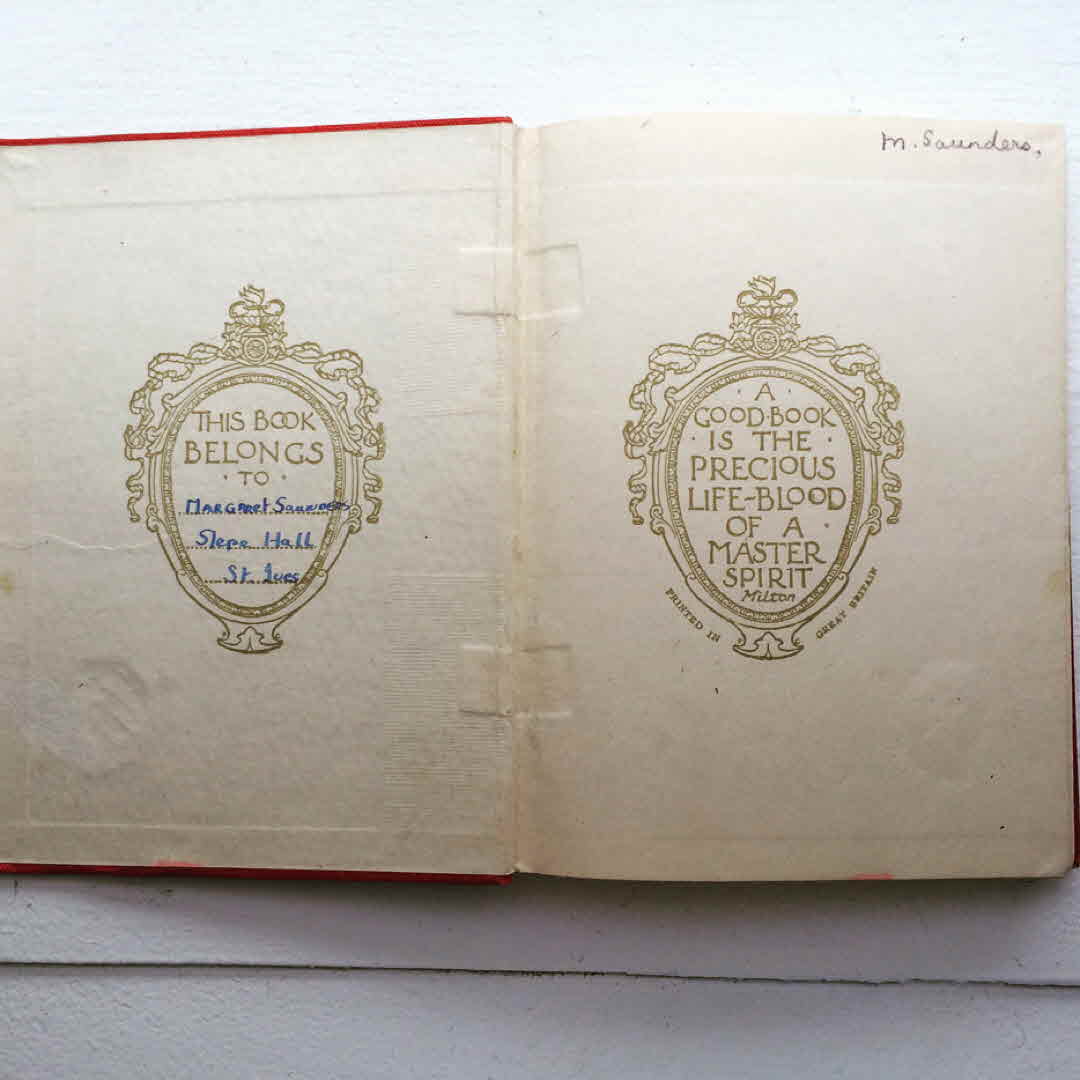 THIS BOOK
BELONGS
· TO ·
Margaret Saunders
Slepe Hall
St. Ives
M. Saunders,
· A ·
GOOD·BOOK
· IS THE ·
PRECIOUS
LIFE-BLOOD
OF A ·
MASTER
SPIRIT
Milton
PRINTED IN GREAT BRITAIN